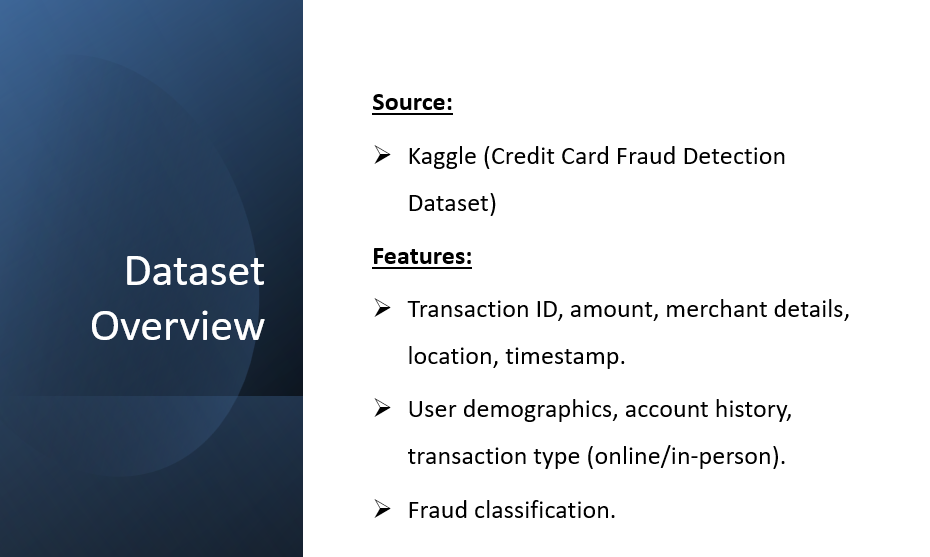 Dataset
Overview
Source:
Kaggle (Credit Card Fraud Detection
Dataset)
Features:
Transaction ID, amount, merchant details,
location, timestamp.
User demographics, account history,
transaction type (online/in-person).
Fraud classification.